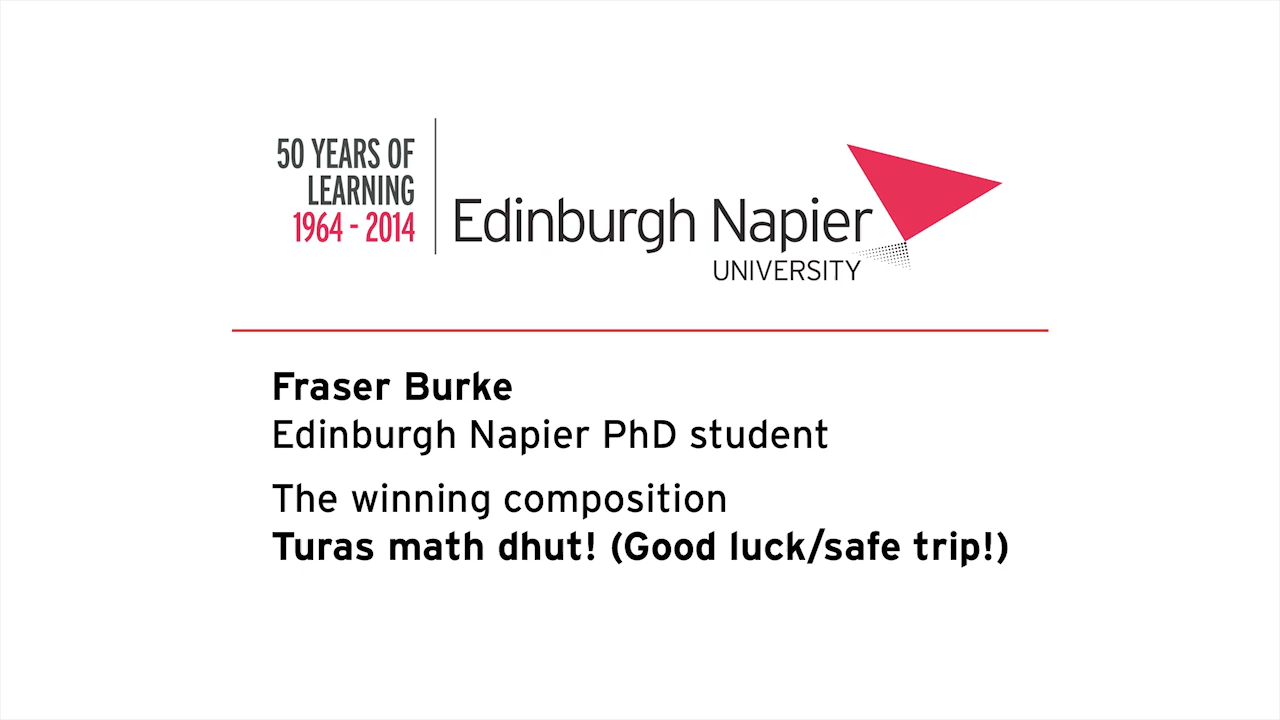 50 YEARS OF
LEARNING
1964 - 2014
Edinburgh Napier
UNIVERSITY
Fraser Burke
Edinburgh Napier PhD student
The winning composition
Turas math dhut! (Good luck/safe trip!)